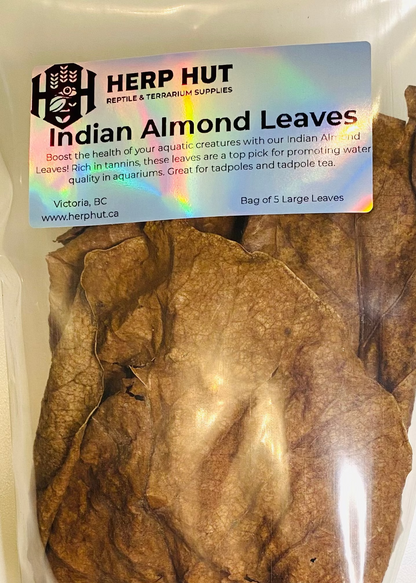 HERP HUT
REPTILE & TERRARIUM SUPPLIES
Indian Almond Leaves
Boost the health of your aquatic creatures with our Indian Almond
Leaves! Rich in tannins, these leaves are a top pick for promoting water
quality in aquariums. Great for tadpoles and tadpole tea.
Victoria, BC
Bag of 5 Large Leaves
www.herphut.ca